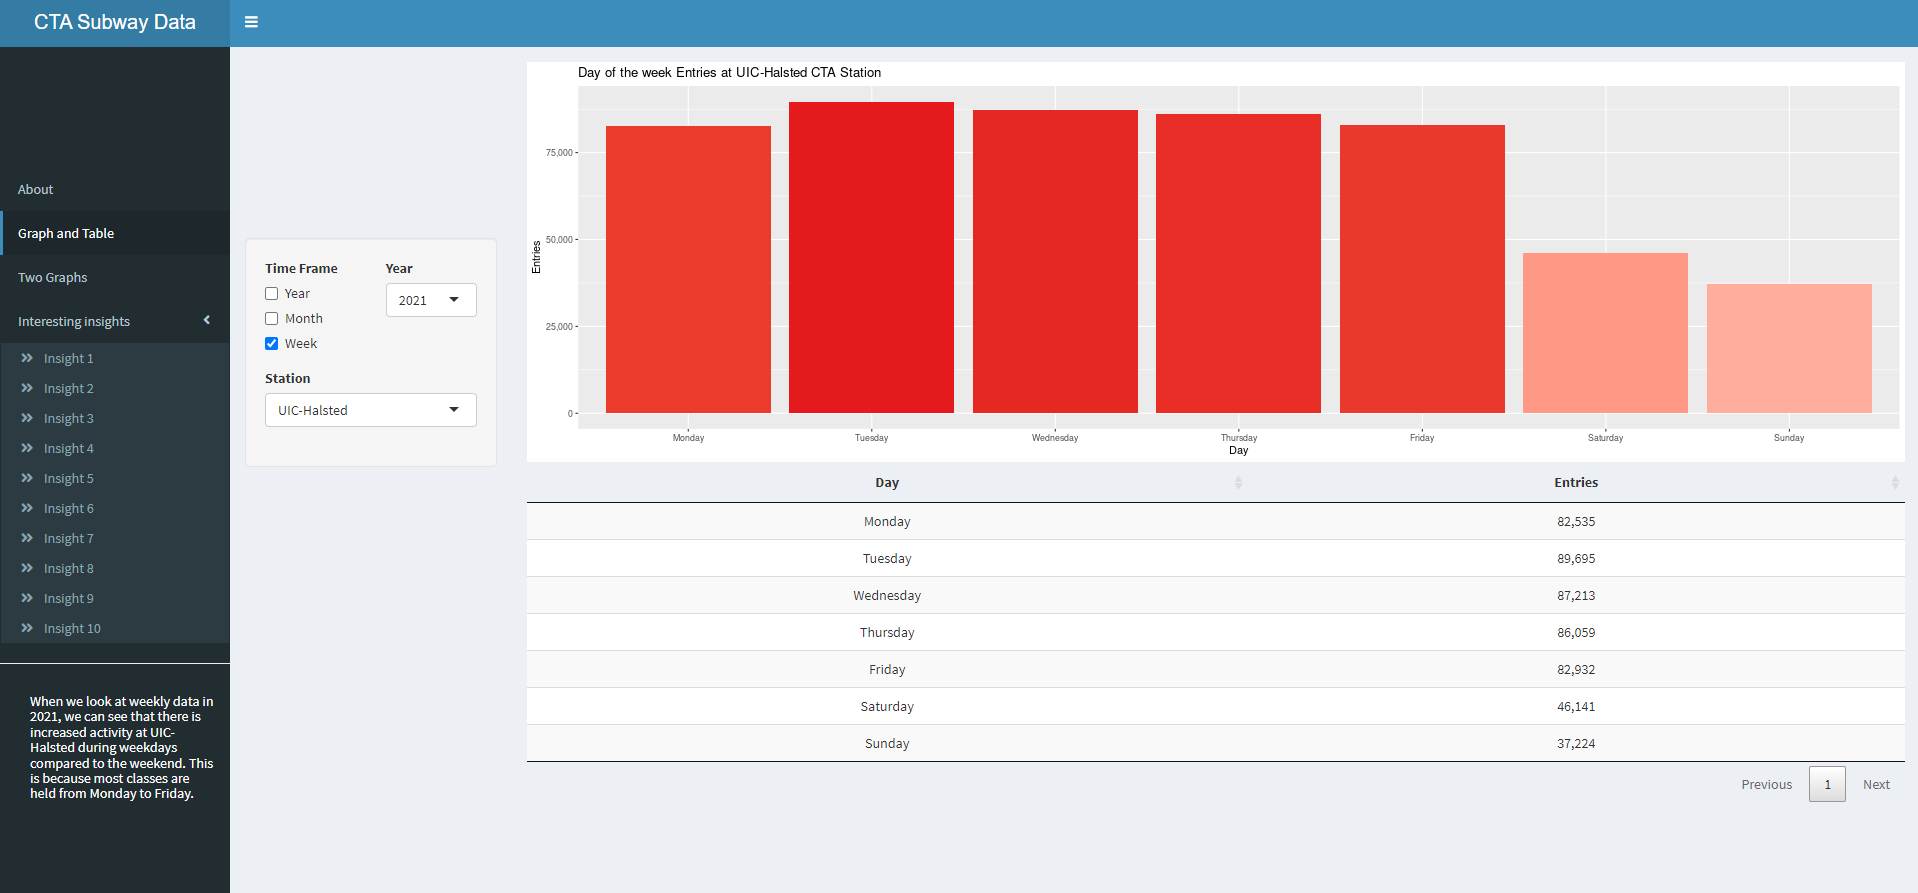 CTA Subway Data
About
Graph and Table
Two Graphs
Interesting insights
Insight 1
Insight 2
Insight 3
Insight 4
Insight 5
Insight 6
Insight 7
Insight 8
Insight 9
Insight 10
When we look at weekly data in
2021, we can see that there is
increased activity at UIC-
Halsted during weekdays
compared to the weekend. This
is because most classes are
held from Monday to Friday.
Time Frame Year
Year
2021
Month
Week
Station
UIC-Halsted
Day of the week Entries at UIC-Halsted CTA Station
Entries
75,000
50,000
25,000
0
Monday Tuesday Wednesday Thursday Friday Saturday Sunday
Day
Day Entries
Monday 82,535
Tuesday 89,695
Wednesday 87,213
Thursday 86,059
Friday 82,932
Saturday 46,141
Sunday 37,224
Previous 1 Next